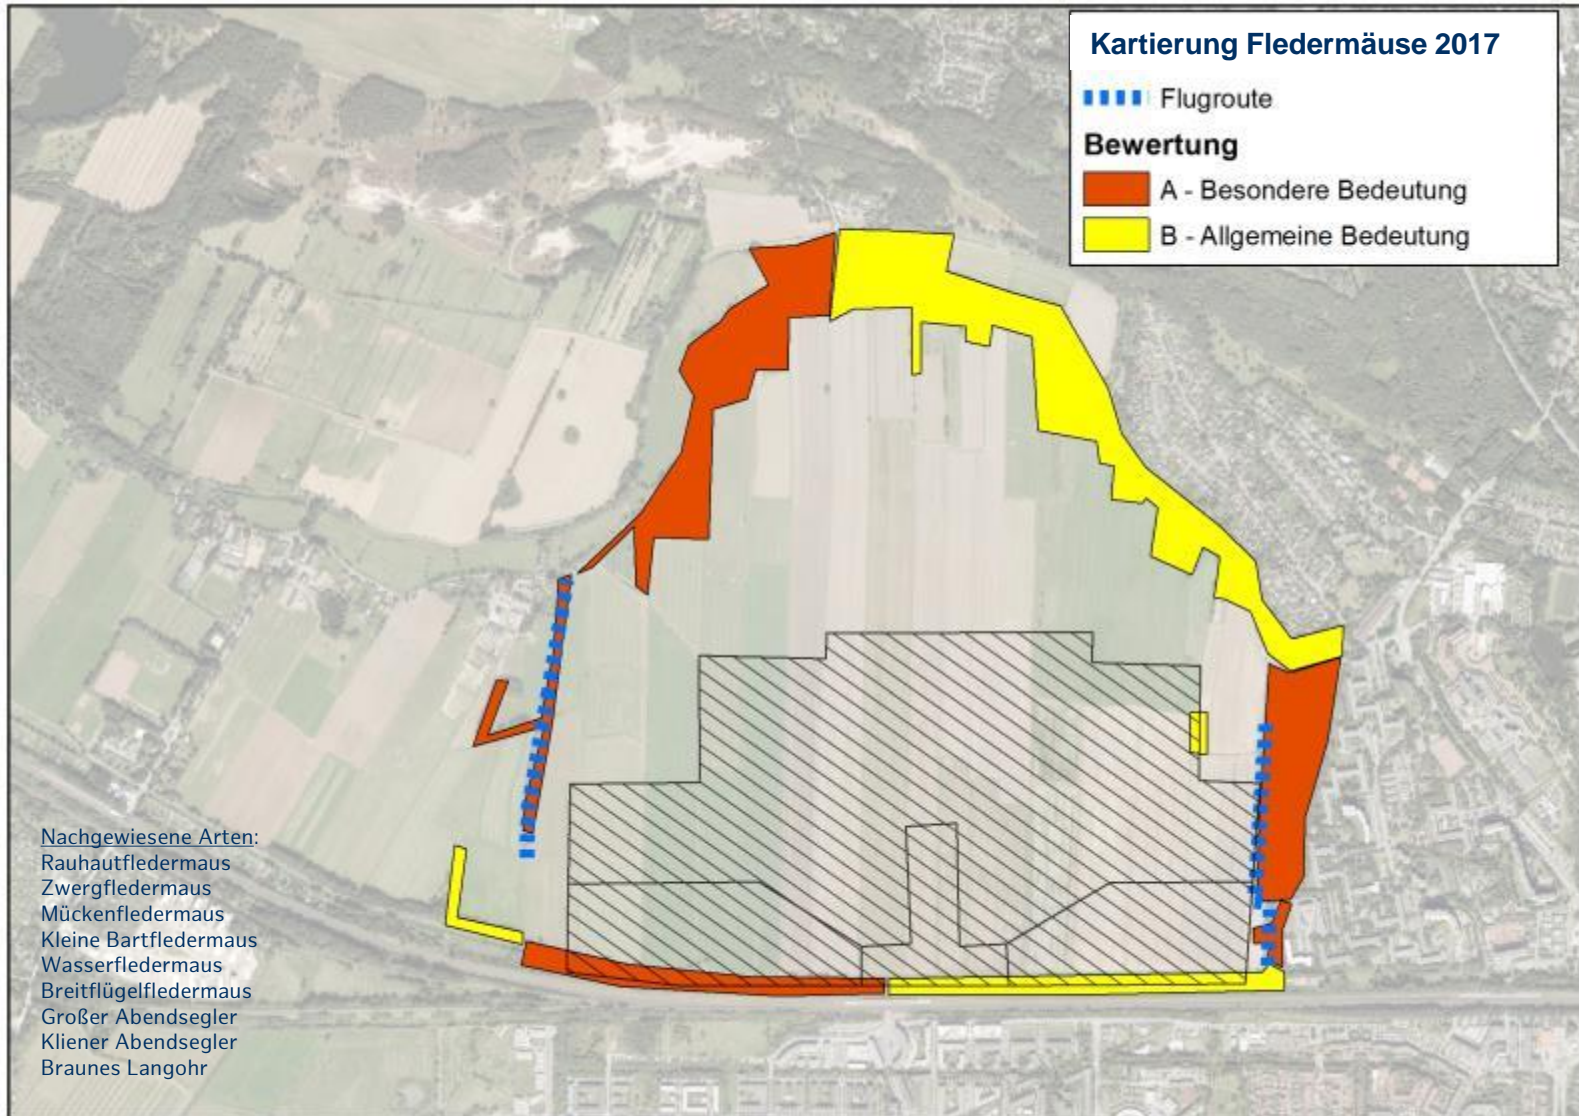 Kartierung Fledermäuse 2017
Flugroute
Bewertung
A - Besondere Bedeutung
B - Allgemeine Bedeutung
Nachgewiesene Arten:
Rauhautfledermaus
Zwergfledermaus
Mückenfledermaus
Kleine Bartfledermaus
Wasserfledermaus
Breitflügelfledermaus
Großer Abendsegler
Kliener Abendsegler
Braunes Langohr